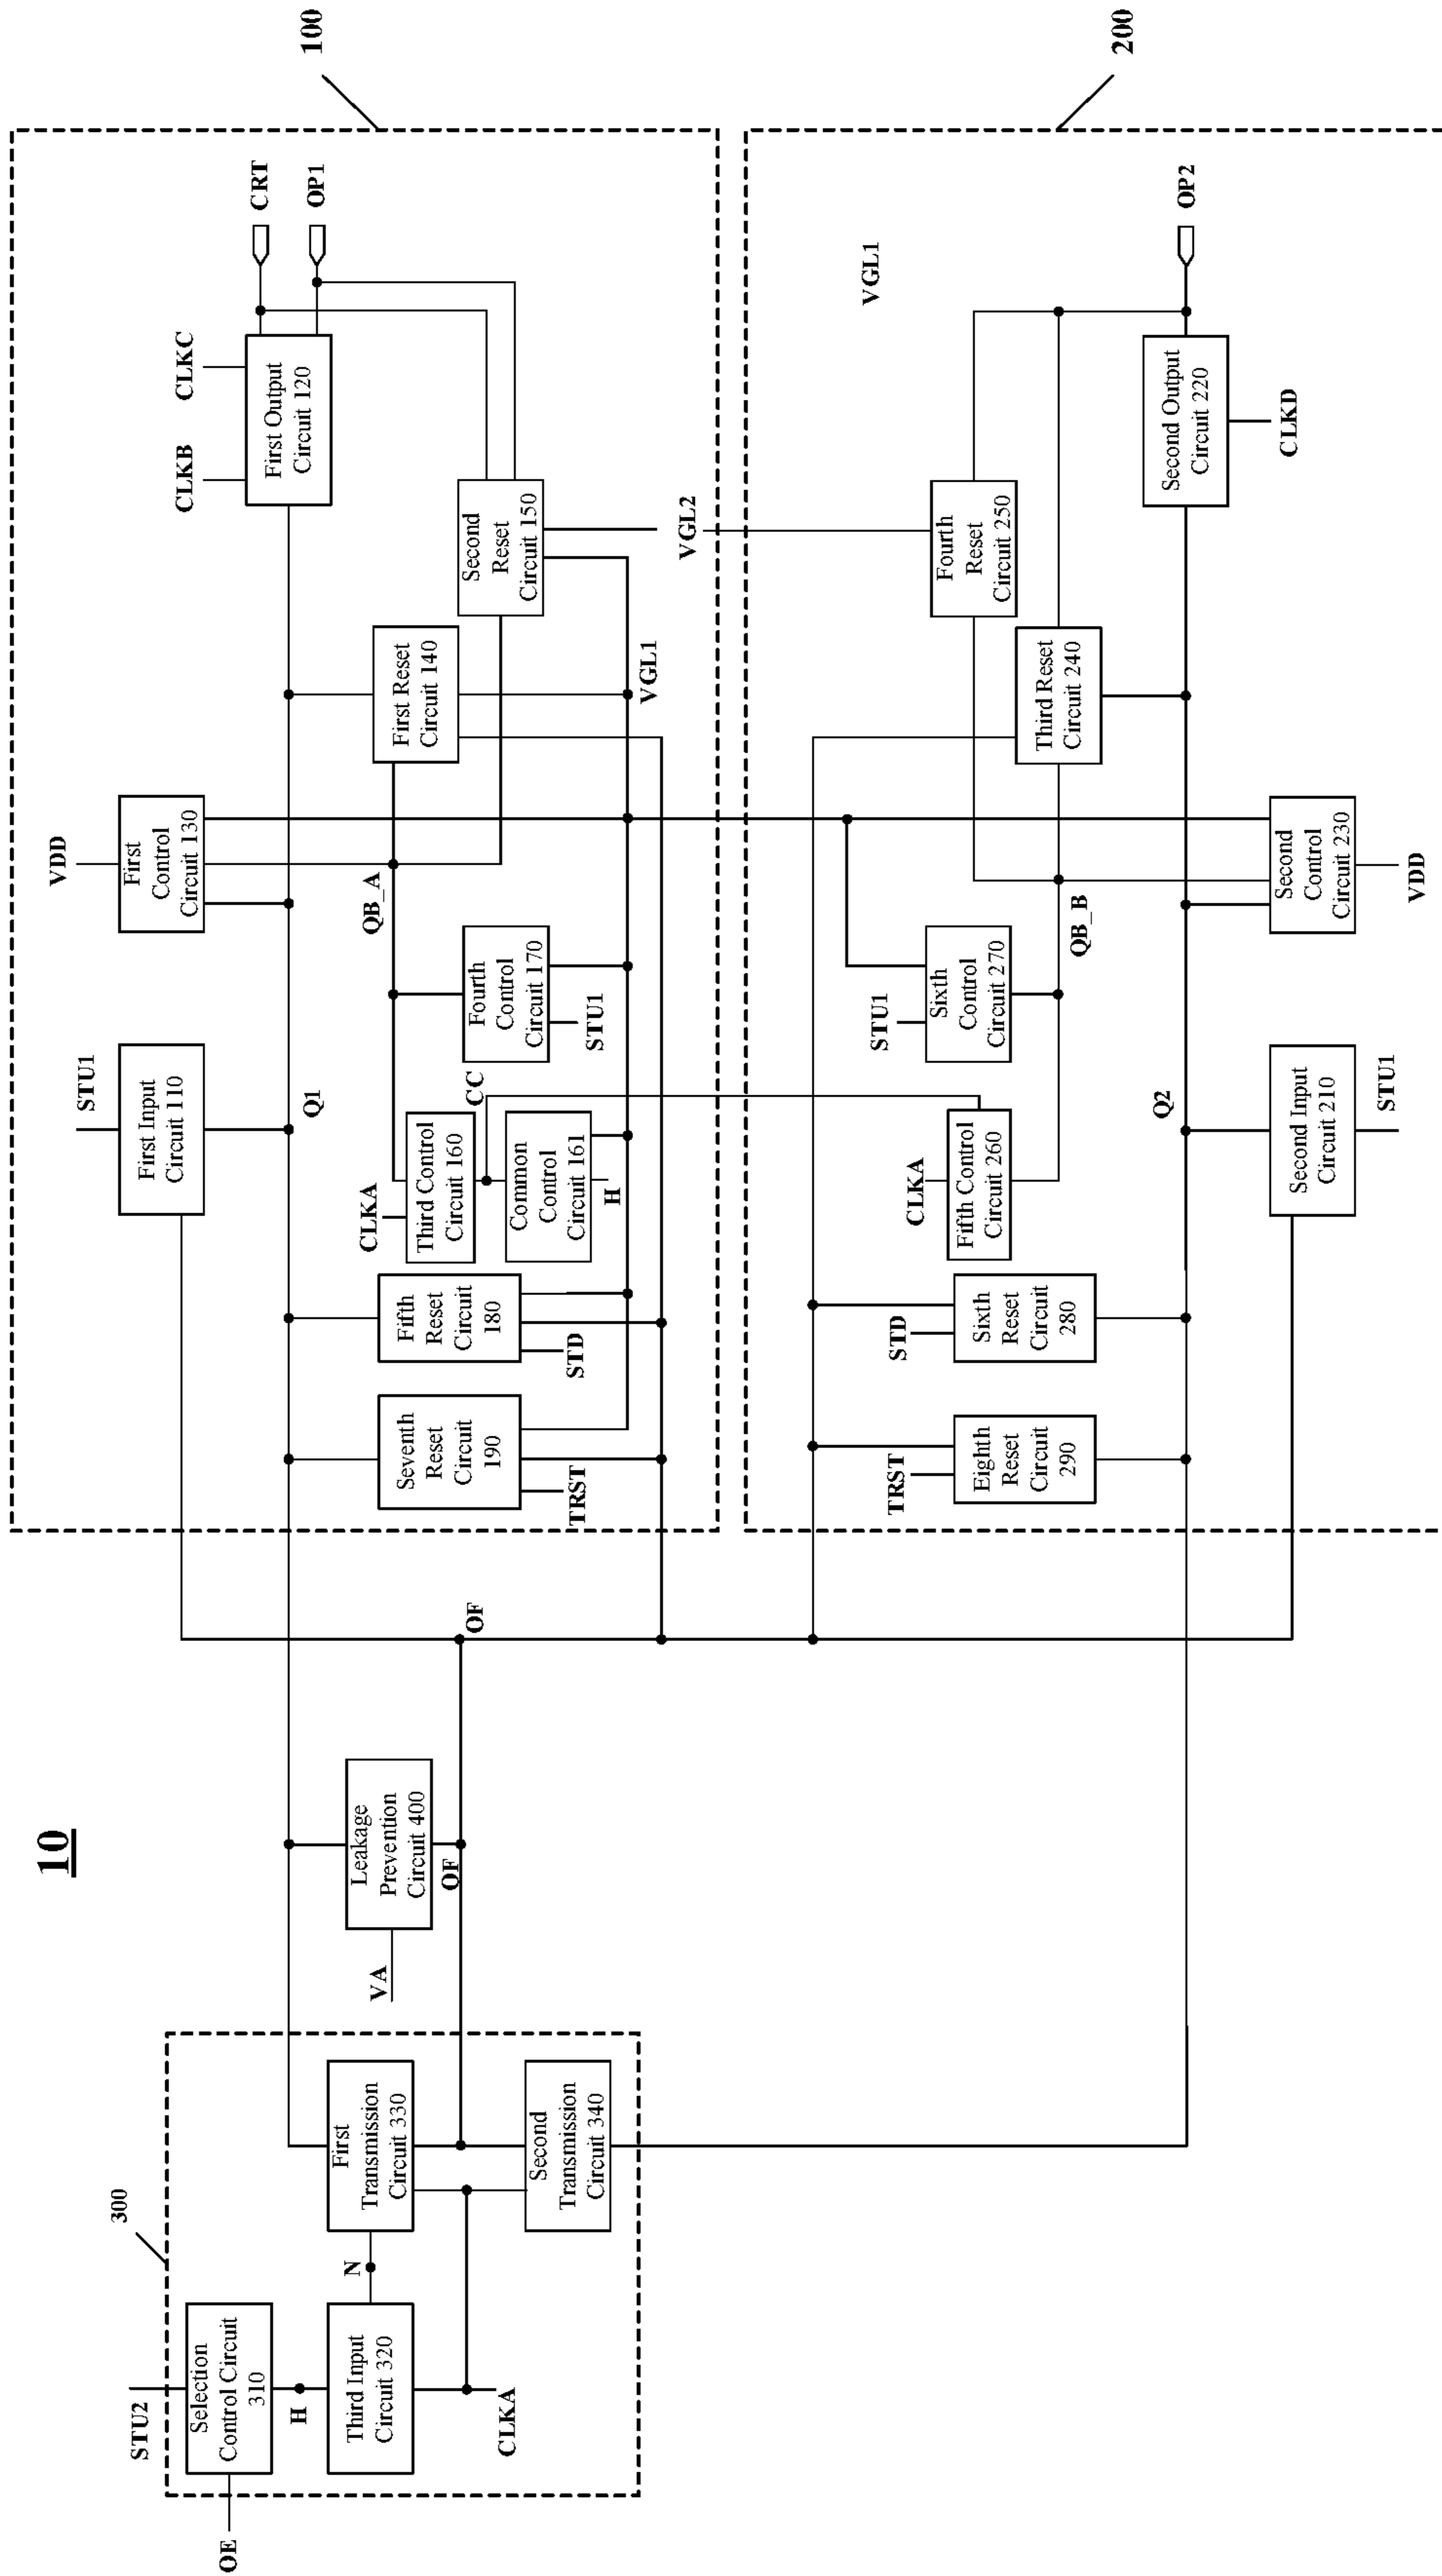 10
300
STU2
OE
Selection
Control Circuit
310
H
Third Input
Circuit 320
CLKA
N
First
Transmission
Circuit 330
Second
Transmission
Circuit 340
VA
Leakage
Prevention
Circuit 400
OF
OF
100
STU1
First Input
Circuit 110
Q1
VDD
First
Control
Circuit 130
CLKB
CLKC
First Output
Circuit 120
CRT
OP1
Seventh
Reset
Circuit
190
TRST
Fifth
Reset
Circuit
180
STD
CLKA
Third Control
Circuit 160
CC
Common
Control
Circuit 161
H
QB_A
Fourth
Control
Circuit 170
STU1
First Reset
Circuit 140
VGL1
Second
Reset
Circuit 150
VGL2
200
VGL1
TRST
Eighth
Reset
Circuit
290
STD
Sixth
Reset
Circuit
280
CLKA
Fifth Control
Circuit 260
STU1
Sixth
Control
Circuit 270
QB_B
Third Reset
Circuit 240
Fourth
Reset
Circuit 250
Q2
Second Input
Circuit 210
STU1
Second
Control
Circuit 230
VDD
Second Output
Circuit 220
CLKD
OP2